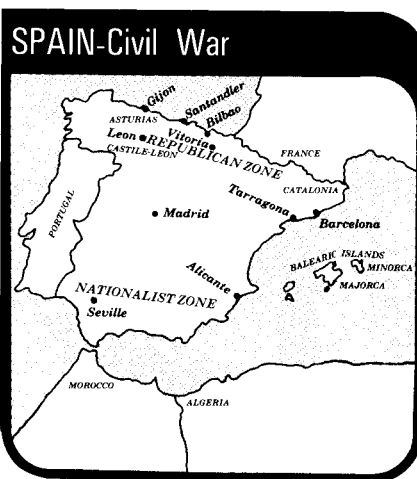 SPAIN-Civil War
Gijon
Santandler
Bilbao
ASTURIAS
Vitoria
Leon
REPUBLICAN ZONE
CASTILE-LEON
FRANCE
CATALONIA
Tarragona
Barcelona
PORTUGAL
Madrid
BALEARIC ISLANDS
MINORCA
MAJORCA
Alicante
NATIONALIST ZONE
Seville
MOROCCO
ALGERIA